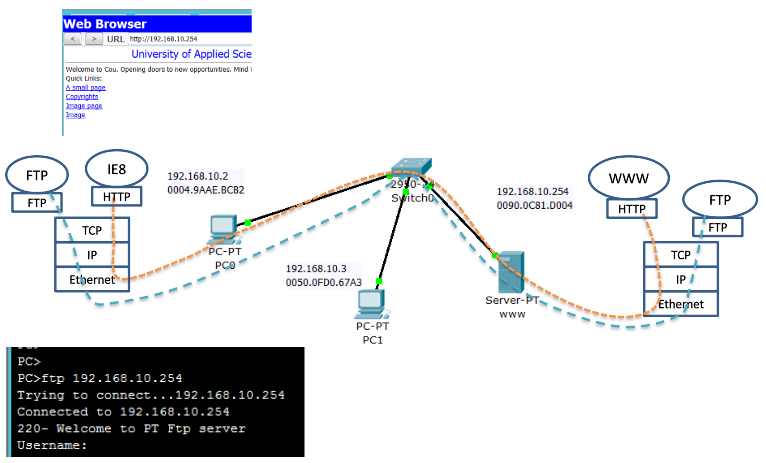 Web Browser
< > URL http://192.168.10.254
University of Applied Scie
Welcome to Cou. Opening doors to new opportunities. Mind
Quick Links:
A small page
Copyrights
Image page
Image
FTP
FTP
IE8
HTTP
TCP
IP
Ethernet
192.168.10.2
0004.9AAE.BCB2
PC-PT
PC0
192.168.10.3
0050.0FD0.67A3
PC-PT
PC1
Switch0
192.168.10.254
0090.0C81.D004
Server-PT
www
WWW
HTTP
FTP
FTP
TCP
IP
Ethernet
PC>
PC>ftp 192.168.10.254
Trying to connect...192.168.10.254
Connected to 192.168.10.254
220- Welcome to PT Ftp server
Username: